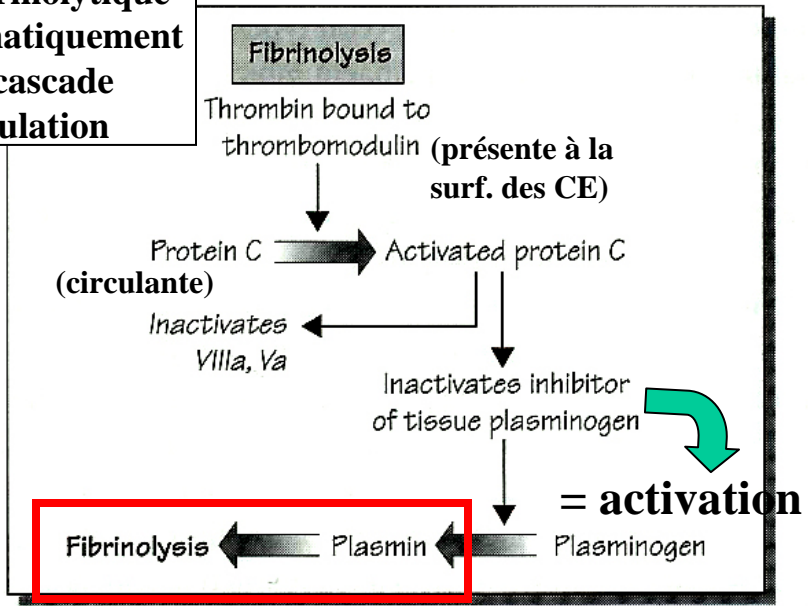 cascade
Fibrinolysis
Thrombin bound to
thrombomodulin (présente à la
surf. des CE)
Protein C Activated protein C
(circulante)
Inactivates
VIIIa, Va
Inactivates inhibitor
of tissue plasminogen
= activation
Fibrinolysis Plasmin Plasminogen